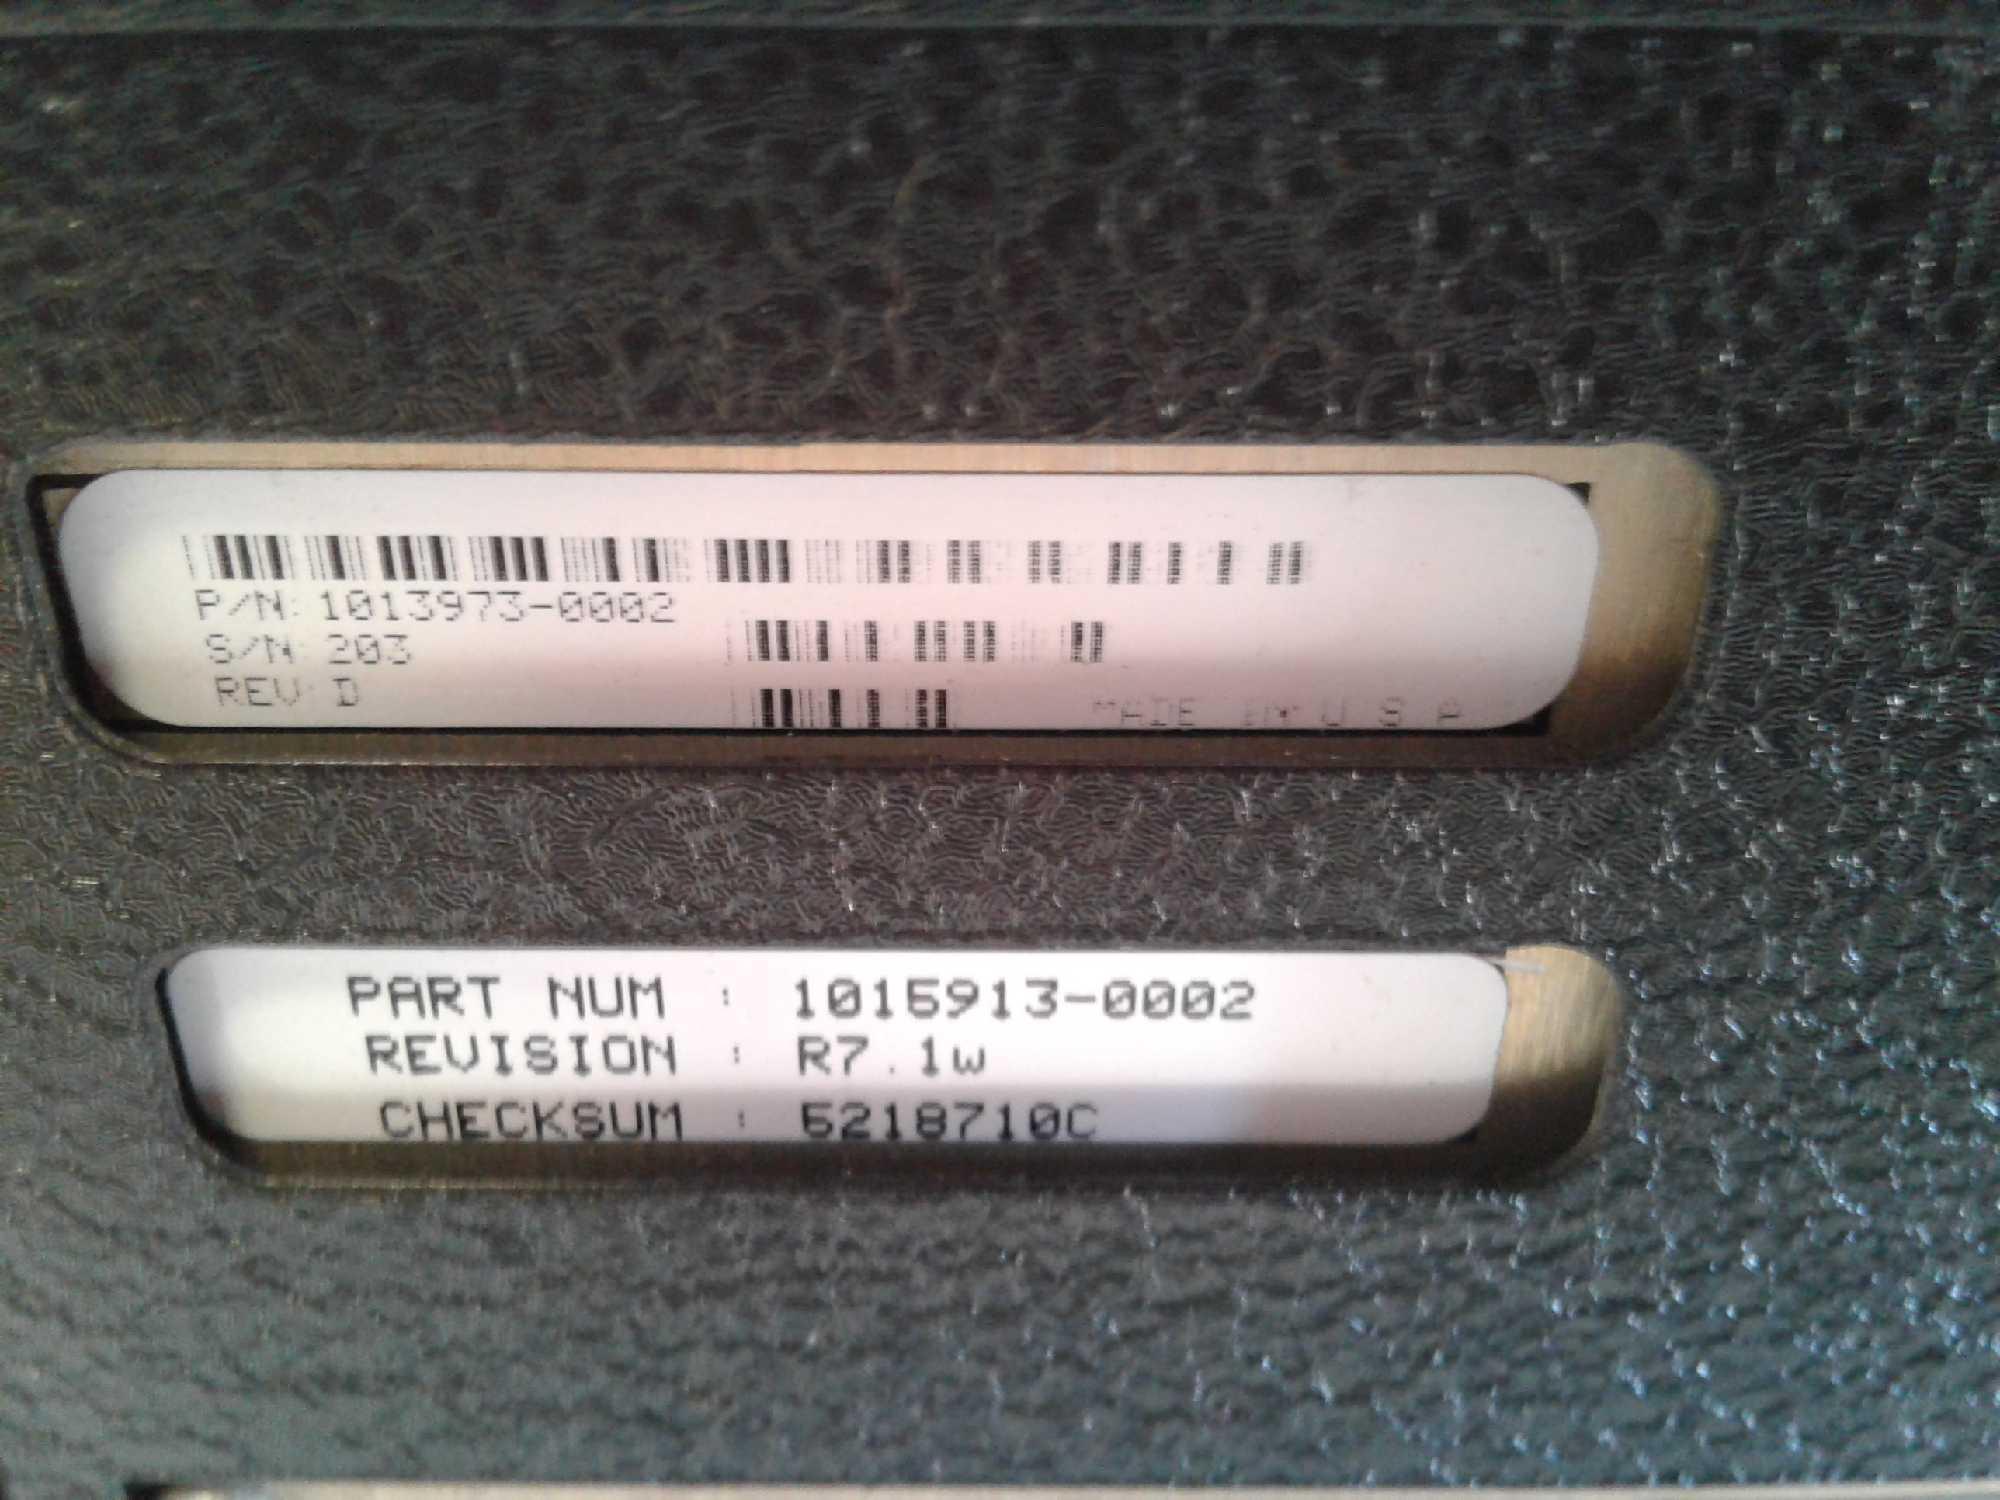 P/N: 1013973-0002
S/N: 203
REV: D
MADE IN U S A
PART NUM : 1015913-0002
REVISION : R7.1w
CHECKSUM : 5218710C